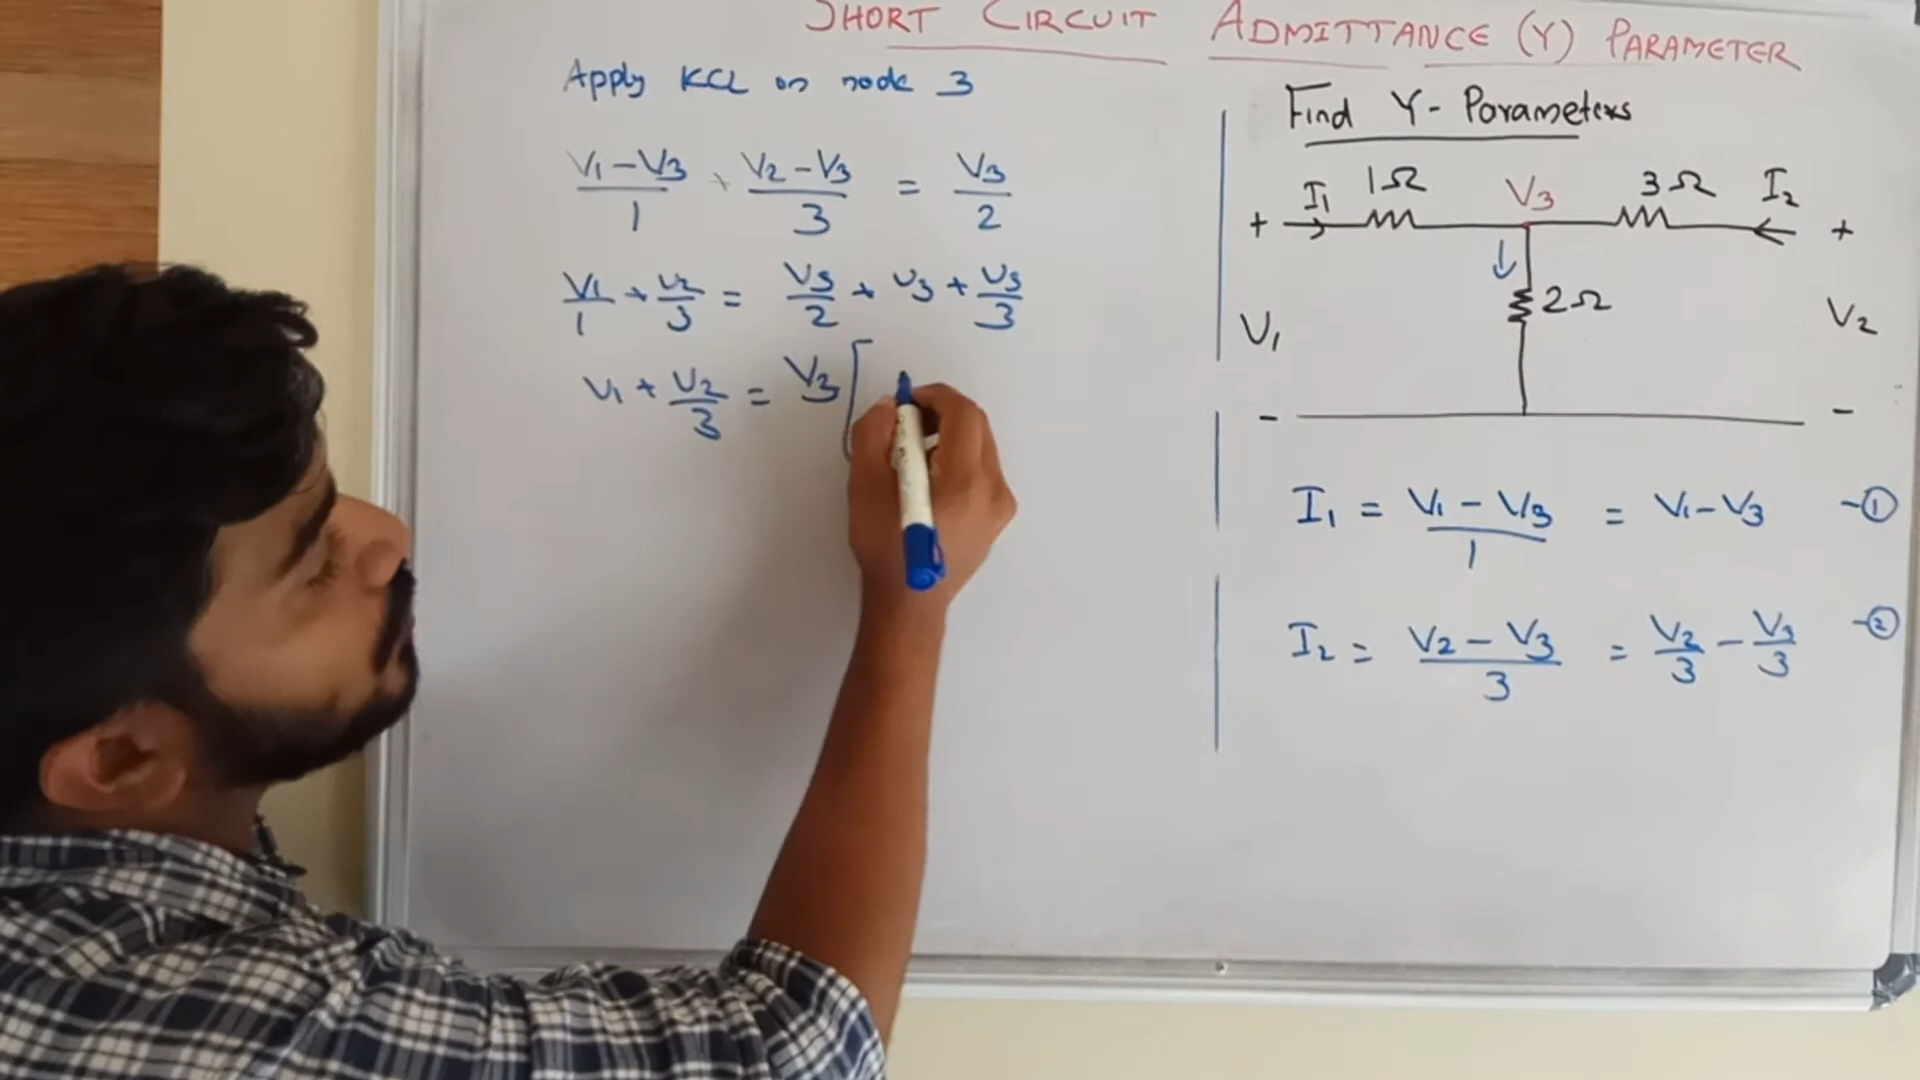 SHORT CIRCUIT ADMITTANCE (Y) PARAMETER
Apply KCL on node 3
V1-V3/1 + V2-V3/3 = V3/2
V1/1 + V2/3 = V3/2 + V3 + V3/3
V1 + V2/3 = V3 [
Find Y- Parameters
+ I1 1Ω V3 3Ω I2 +
V1 2Ω V2
- -
I1 = V1 - V3/1 = V1-V3 -①
I2 = V2 - V3/3 = V2/3 - V3/3 -②